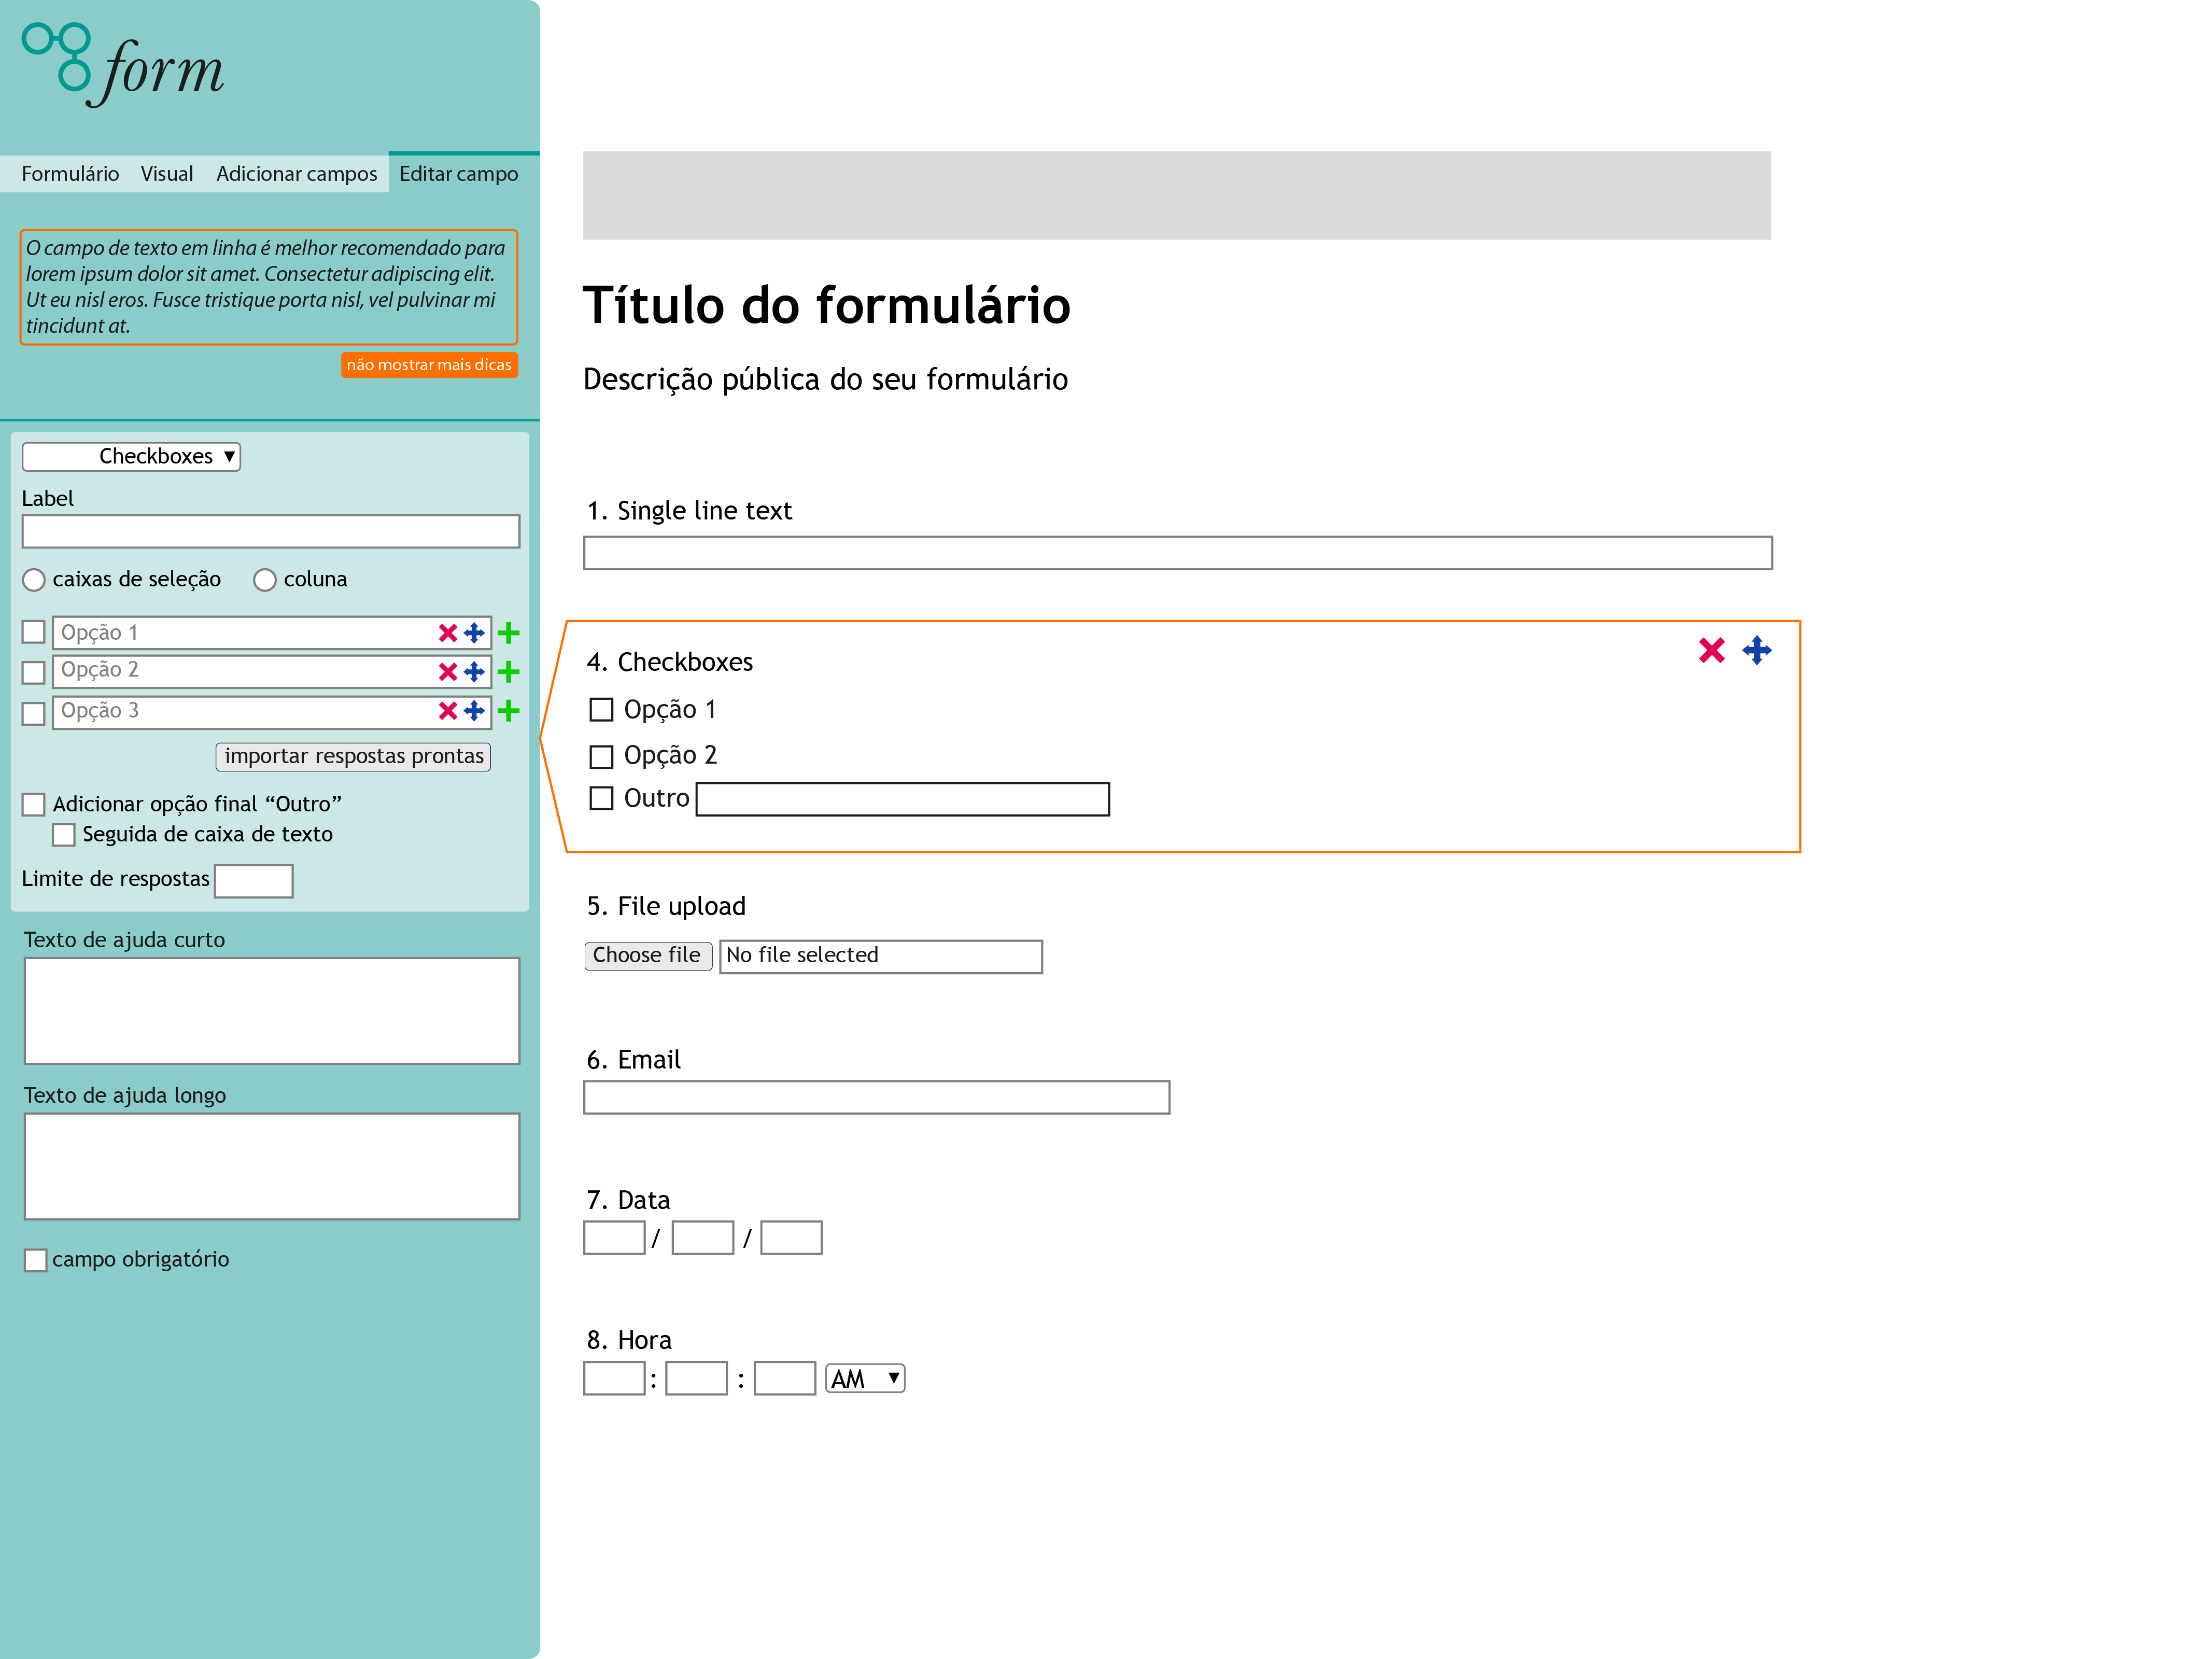 form
Formulário Visual Adicionar campos Editar campo
O campo de texto em linha é melhor recomendado para
lorem ipsum dolor sit amet. Consectetur adipiscing elit.
Ut eu nisl eros. Fusce tristique porta nisl, vel pulvinar mi
tincidunt at.
não mostrar mais dicas
Checkboxes ▼
Label
caixas de seleção coluna
Opção 1
Opção 2
Opção 3
importar respostas prontas
Adicionar opção final “Outro”
Seguida de caixa de texto
Limite de respostas
Texto de ajuda curto
Texto de ajuda longo
campo obrigatório
Título do formulário
Descrição pública do seu formulário
1. Single line text
4. Checkboxes
Opção 1
Opção 2
Outro
5. File upload
Choose file No file selected
6. Email
7. Data
/ /
8. Hora
: : AM ▼